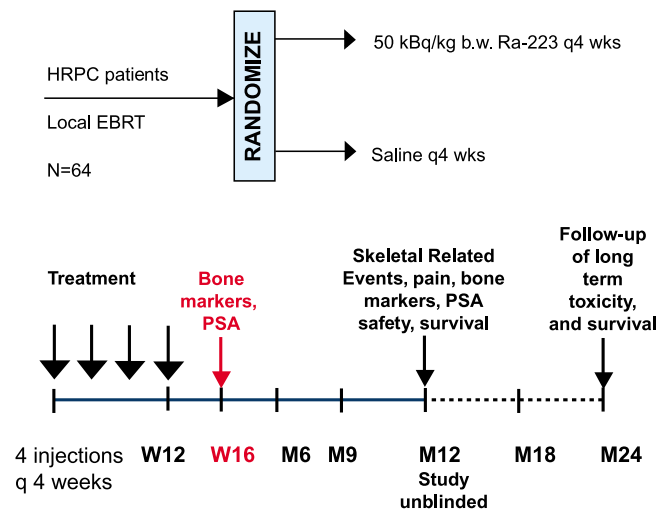 HRPC patients
Local EBRT
N=64
RANDOMIZE
50 kBq/kg b.w. Ra-223 q4 wks
Saline q4 wks
Treatment
Bone
markers,
PSA
Skeletal Related
Events, pain, bone
markers, PSA
safety, survival
Follow-up
of long
term
toxicity,
and survival
4 injections
q 4 weeks
W12
W16
M6
M9
M12
Study
unblinded
M18
M24